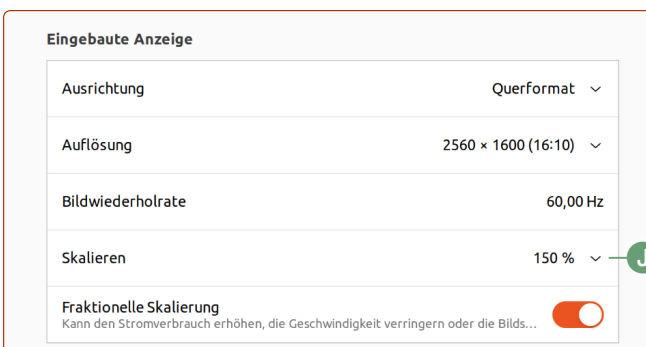 Eingebaute Anzeige
Ausrichtung Querformat
Auflösung 2560 × 1600 (16∶10)
Bildwiederholrate 60,00 Hz
Skalieren 150 % J
Fraktionelle Skalierung
Kann den Stromverbrauch erhöhen, die Geschwindigkeit verringern oder die Bilds…